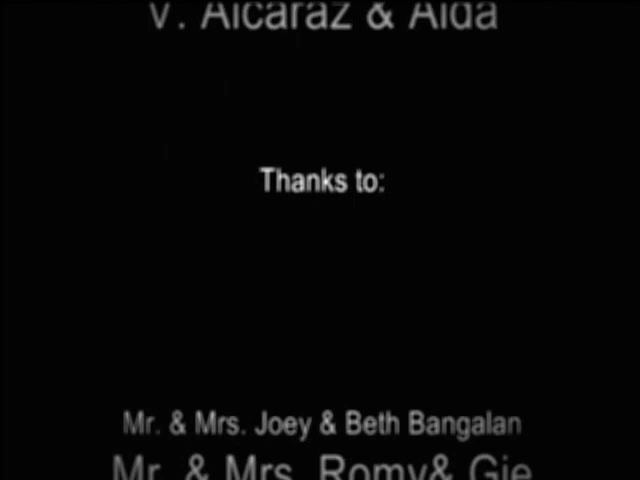 V. Alcaraz & Aida
Thanks to:
Mr. & Mrs. Joey & Beth Bangalan
Mr. & Mrs. Romy& Gie